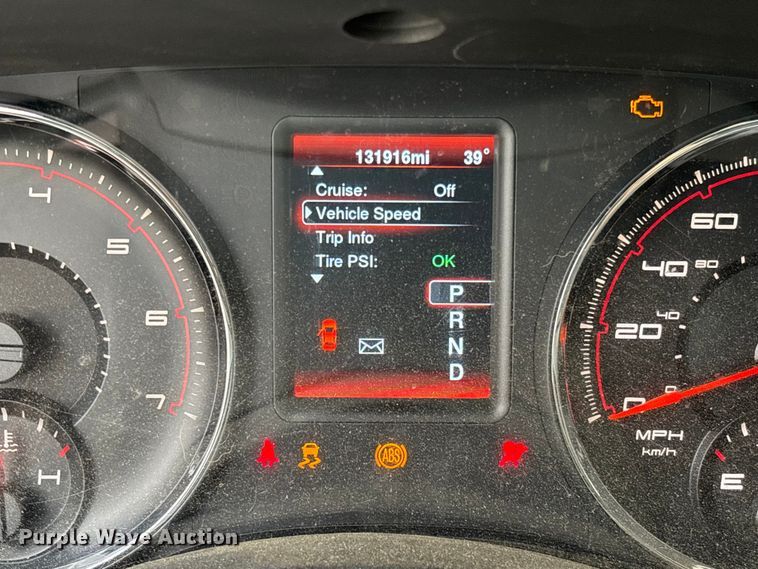 131916mi 39°
Cruise: Off
Vehicle Speed
Trip Info
Tire PSI: OK
P
R
N
D
4
5
6
7
H
60
40 80
20 40
0 0
MPH
km/h
E
ABS
Purple Wave Auction